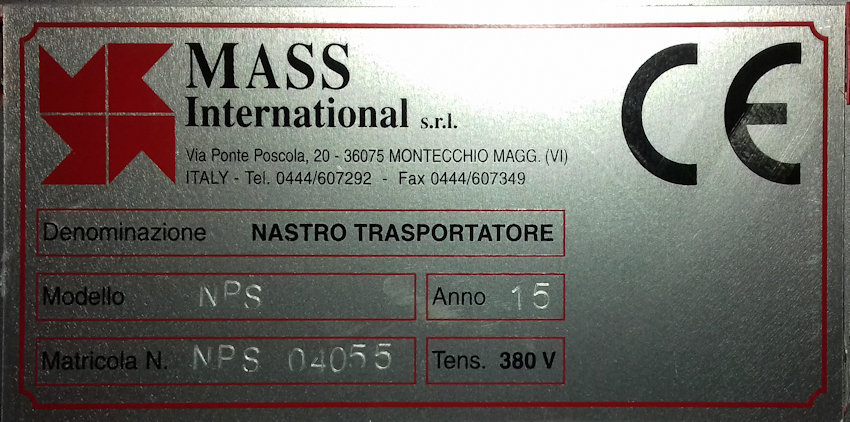 MASS
International s.r.l.
Via Ponte Poscola, 20 - 36075 MONTECCHIO MAGG. (VI)
ITALY - Tel. 0444/607292 - Fax 0444/607349
CE
Denominazione NASTRO TRASPORTATORE
Modello NPS Anno 15
Matricola N. NPS 04055 Tens. 380 V